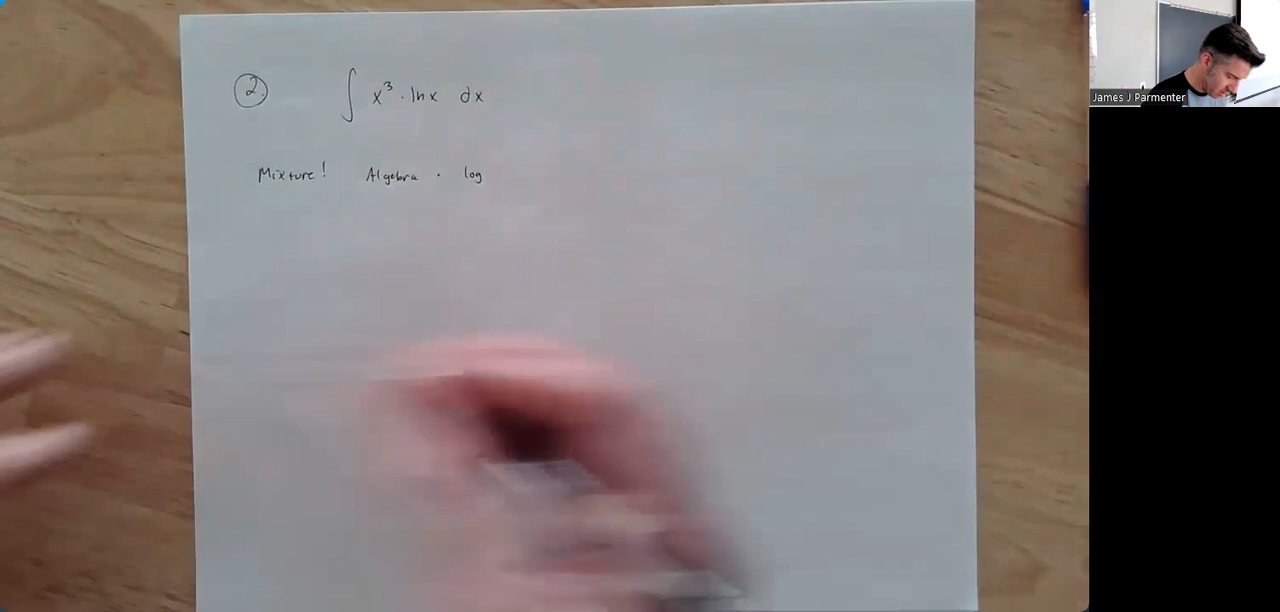 2. ∫ x³ · ln x dx
Mixture! Algebra · log
James J Parmenter